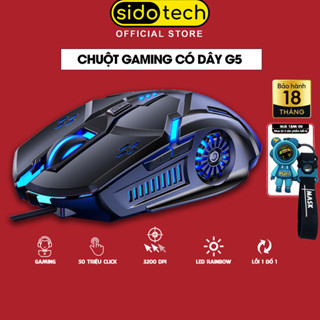 sidotech
OFFICIAL STORE
CHUỘT GAMING CÓ DÂY G5
Bảo hành
18
THÁNG
MASK
GAMING
50 TRIỆU CLICK
3200 DPI
LED RAINBOW
LỖI 1 ĐỔI 1